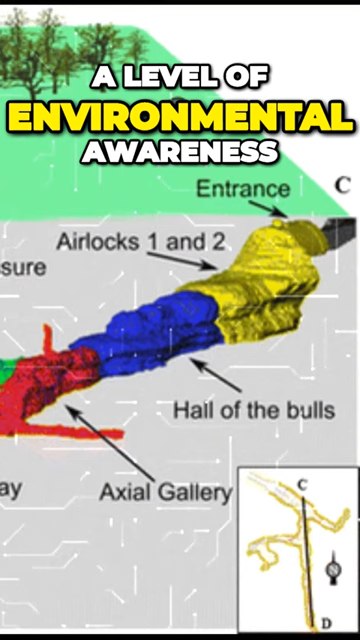 A LEVEL OF
ENVIRONMENTAL
AWARENESS
Entrance
C
Airlocks 1 and 2
sure
Hall of the bulls
ay
Axial Gallery
C
N
D